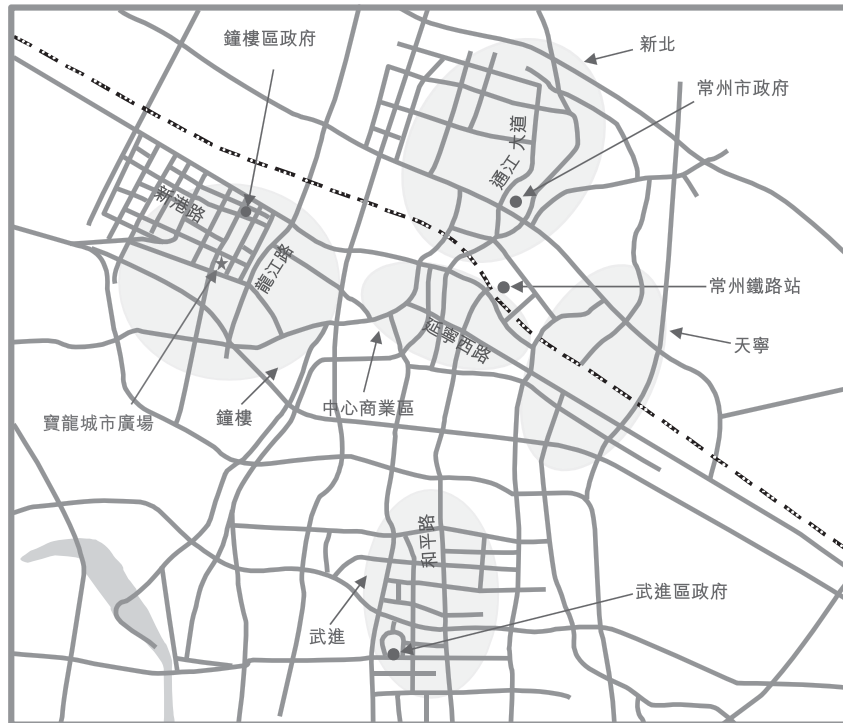 鐘樓區政府
新北
常州市政府
通江 大道
新港路
龍江路
常州鐵路站
延寧西路
天寧
寶龍城市廣場
鐘樓
中心商業區
和平路
武進
武進區政府